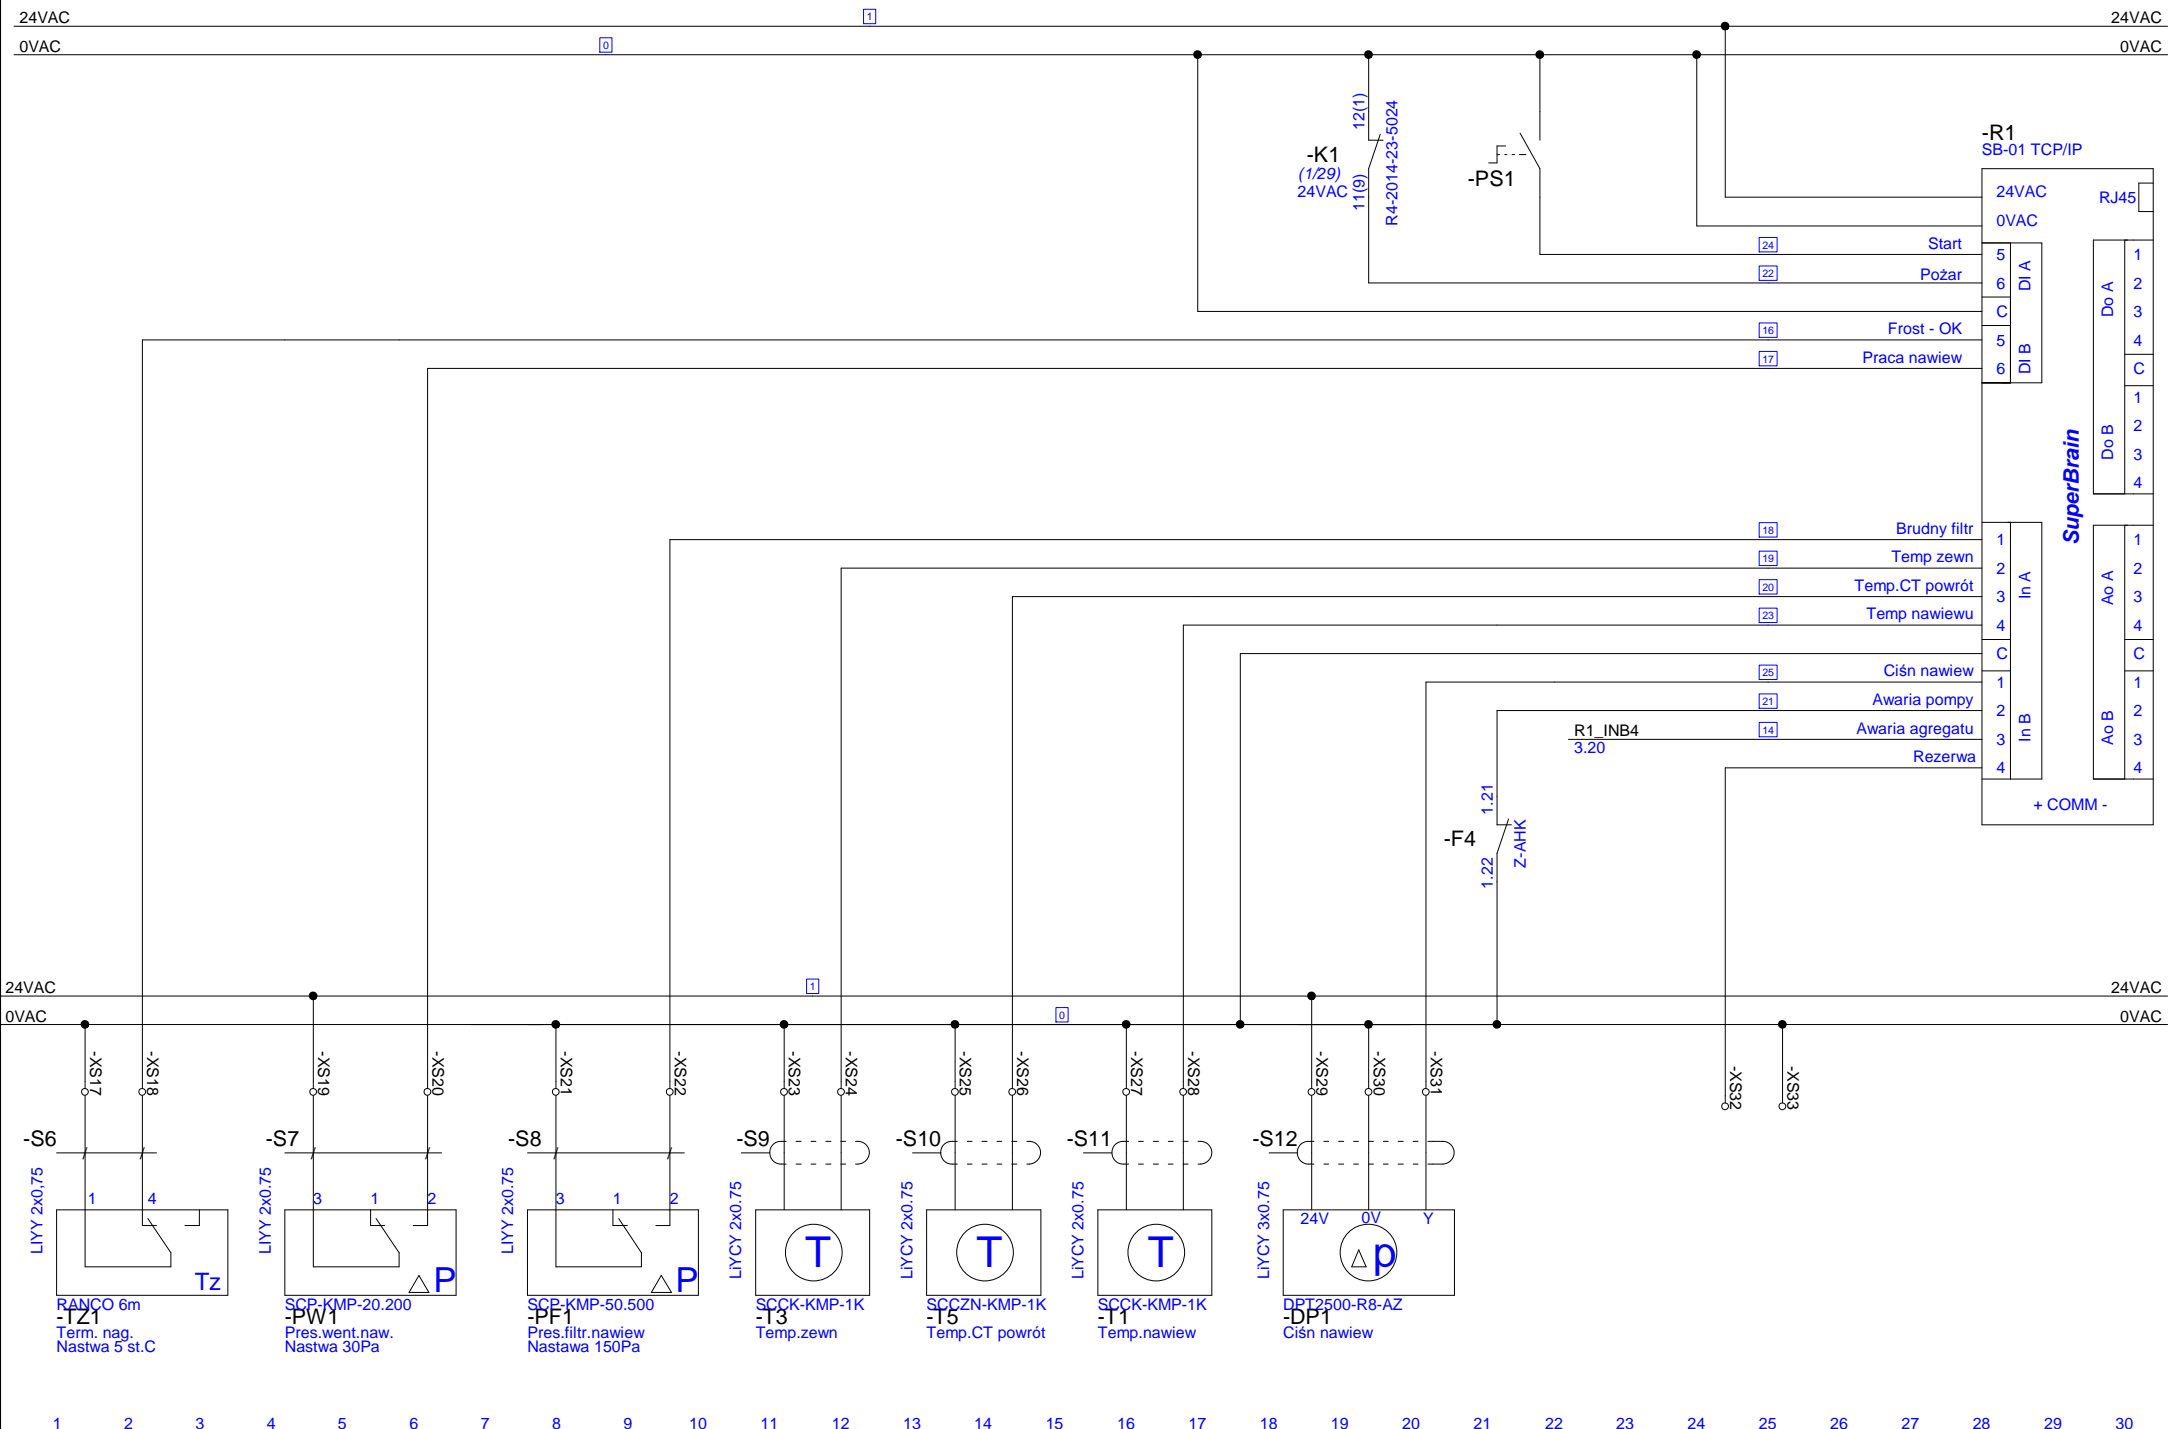 24VAC
1
24VAC
0VAC
0
0VAC
12(1)
-K1
(1/29)
24VAC
11(9)
R4-2014-23-5024
-PS1
-R1
SB-01 TCP/IP
24VAC
RJ45
0VAC
24
Start
5
22
Pożar
6
DI A
C
16
Frost - OK
5
17
Praca nawiew
6
DI B
1
2
3
4
Do A
C
1
2
3
4
Do B
SuperBrain
18
Brudny filtr
1
19
Temp zewn
2
20
Temp.CT powrót
3
23
Temp nawiewu
4
In A
C
25
Ciśn nawiew
1
21
Awaria pompy
2
R1_INB4
3.20
14
Awaria agregatu
3
Rezerwa
4
In B
1
2
3
4
Ao A
C
1
2
3
4
Ao B
+ COMM -
1.21
-F4
1.22
Z-AHK
24VAC
1
24VAC
0VAC
0
0VAC
-XS17
-XS18
-XS19
-XS20
-XS21
-XS22
-XS23
-XS24
-XS25
-XS26
-XS27
-XS28
-XS29
-XS30
-XS31
-XS32
-XS33
-S6
LIYY 2x0,75
1
4
Tz
RANCO 6m
-TZ1
Term. nag.
Nastwa 5 st.C
-S7
LIYY 2x0.75
3
1
2
P
SCP-KMP-20.200
-PW1
Pres.went.naw.
Nastwa 30Pa
-S8
LIYY 2x0.75
3
1
2
P
SCP-KMP-50.500
-PF1
Pres.filtr.nawiew
Nastawa 150Pa
-S9
LiYCY 2x0.75
T
SCCK-KMP-1K
-T3
Temp.zewn
-S10
LiYCY 2x0.75
T
SCCZN-KMP-1K
-T5
Temp.CT powrót
-S11
LiYCY 2x0.75
T
SCCK-KMP-1K
-T1
Temp.nawiew
-S12
LiYCY 3x0.75
24V
0V
Y
p
DPT2500-R8-AZ
-DP1
Ciśn nawiew
1 2 3 4 5 6 7 8 9 10 11 12 13 14 15 16 17 18 19 20 21 22 23 24 25 26 27 28 29 30